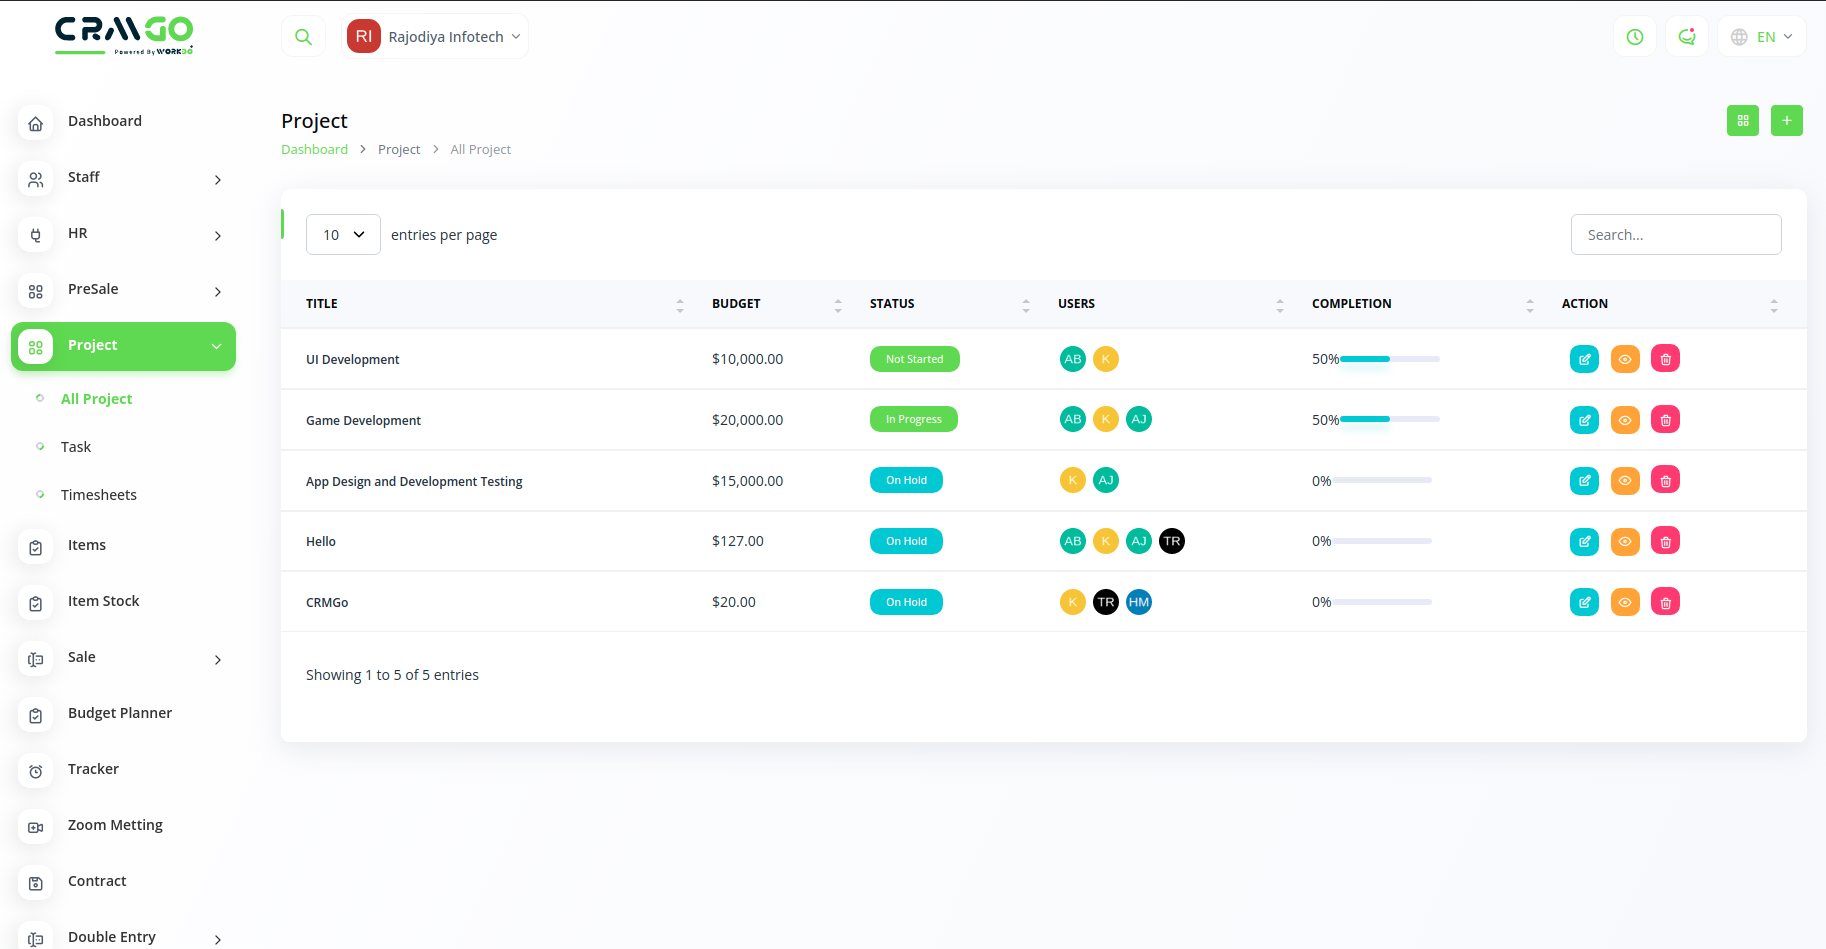 CRMGO
Powered By WORKDO
RI Rajodiya Infotech
EN
Dashboard
Staff
HR
PreSale
Project
All Project
Task
Timesheets
Items
Item Stock
Sale
Budget Planner
Tracker
Zoom Metting
Contract
Double Entry
Project
Dashboard > Project > All Project
10 entries per page
Search...
TITLE BUDGET STATUS USERS COMPLETION ACTION
UI Development $10,000.00 Not Started AB K 50%
Game Development $20,000.00 In Progress AB K AJ 50%
App Design and Development Testing $15,000.00 On Hold K AJ 0%
Hello $127.00 On Hold AB K AJ TR 0%
CRMGo $20.00 On Hold K TR HM 0%
Showing 1 to 5 of 5 entries